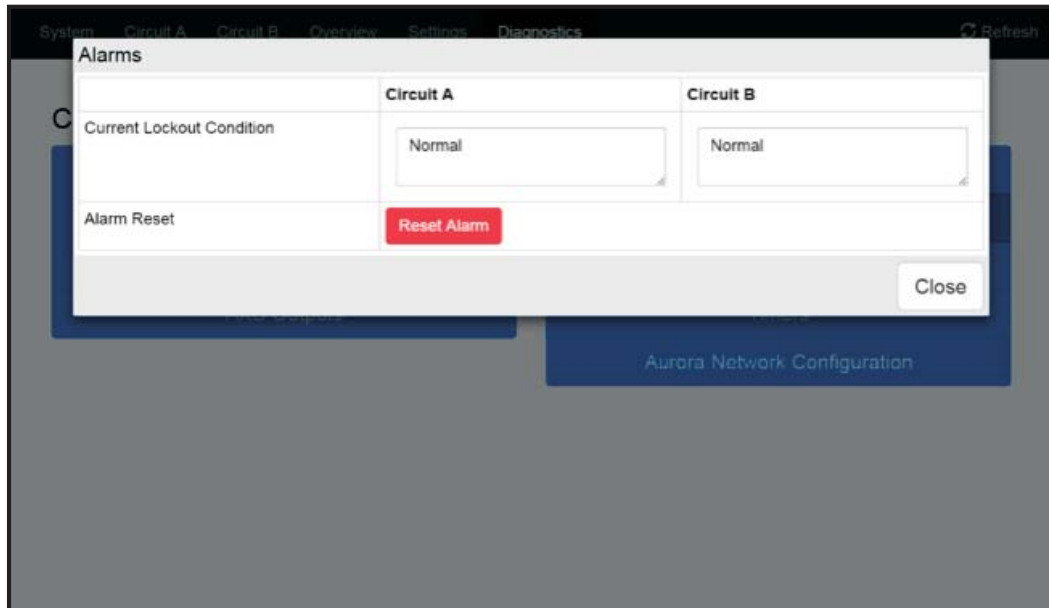 System Circuit A Circuit B Overview Settings Diagnostics Refresh
Alarms
Circuit A Circuit B
Current Lockout Condition
Normal Normal
Alarm Reset
Reset Alarm
Close
Aurora Network Configuration